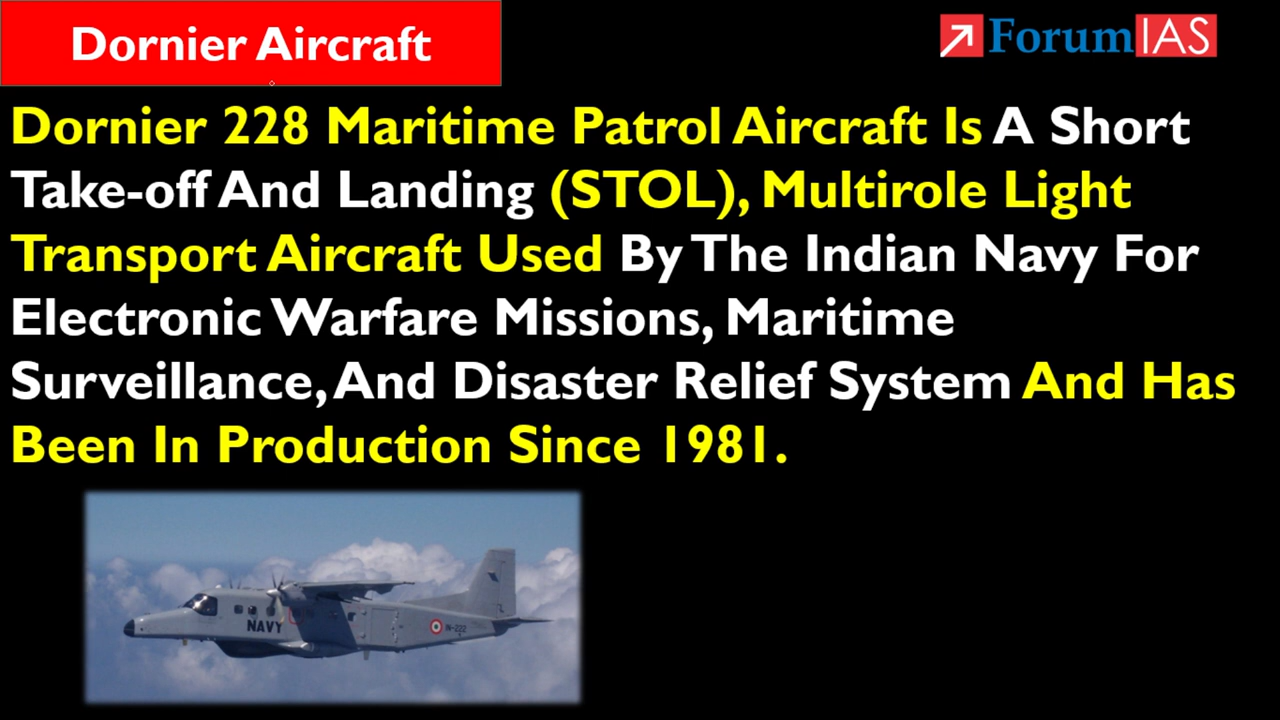 Dornier Aircraft
ForumIAS
Dornier 228 Maritime Patrol Aircraft Is A Short
Take-off And Landing (STOL), Multirole Light
Transport Aircraft Used By The Indian Navy For
Electronic Warfare Missions, Maritime
Surveillance, And Disaster Relief System And Has
Been In Production Since 1981.
NAVY
IN-222